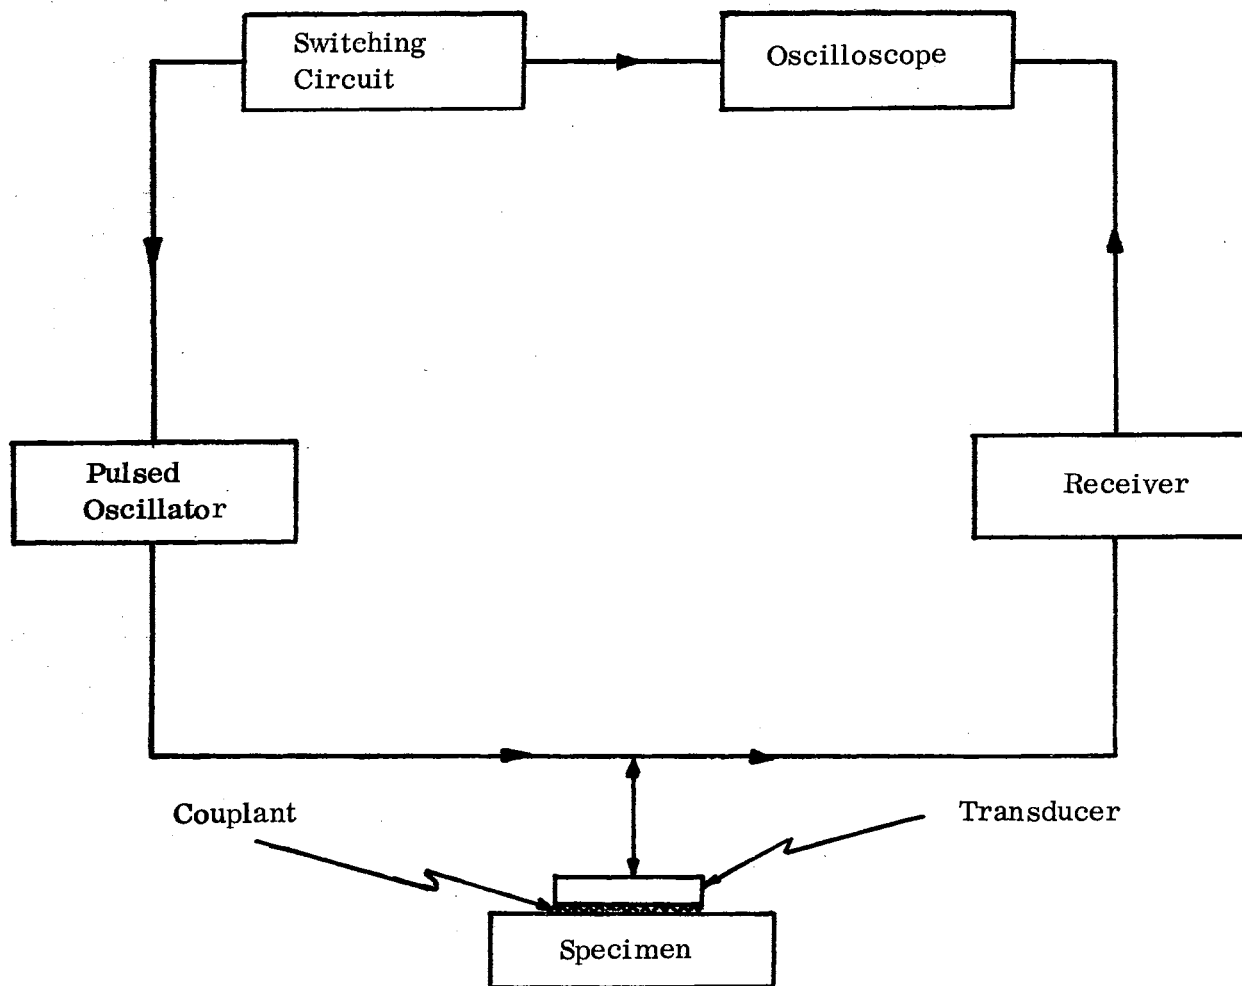 Switching
Circuit
Oscilloscope
Pulsed
Oscillator
Receiver
Couplant
Transducer
Specimen